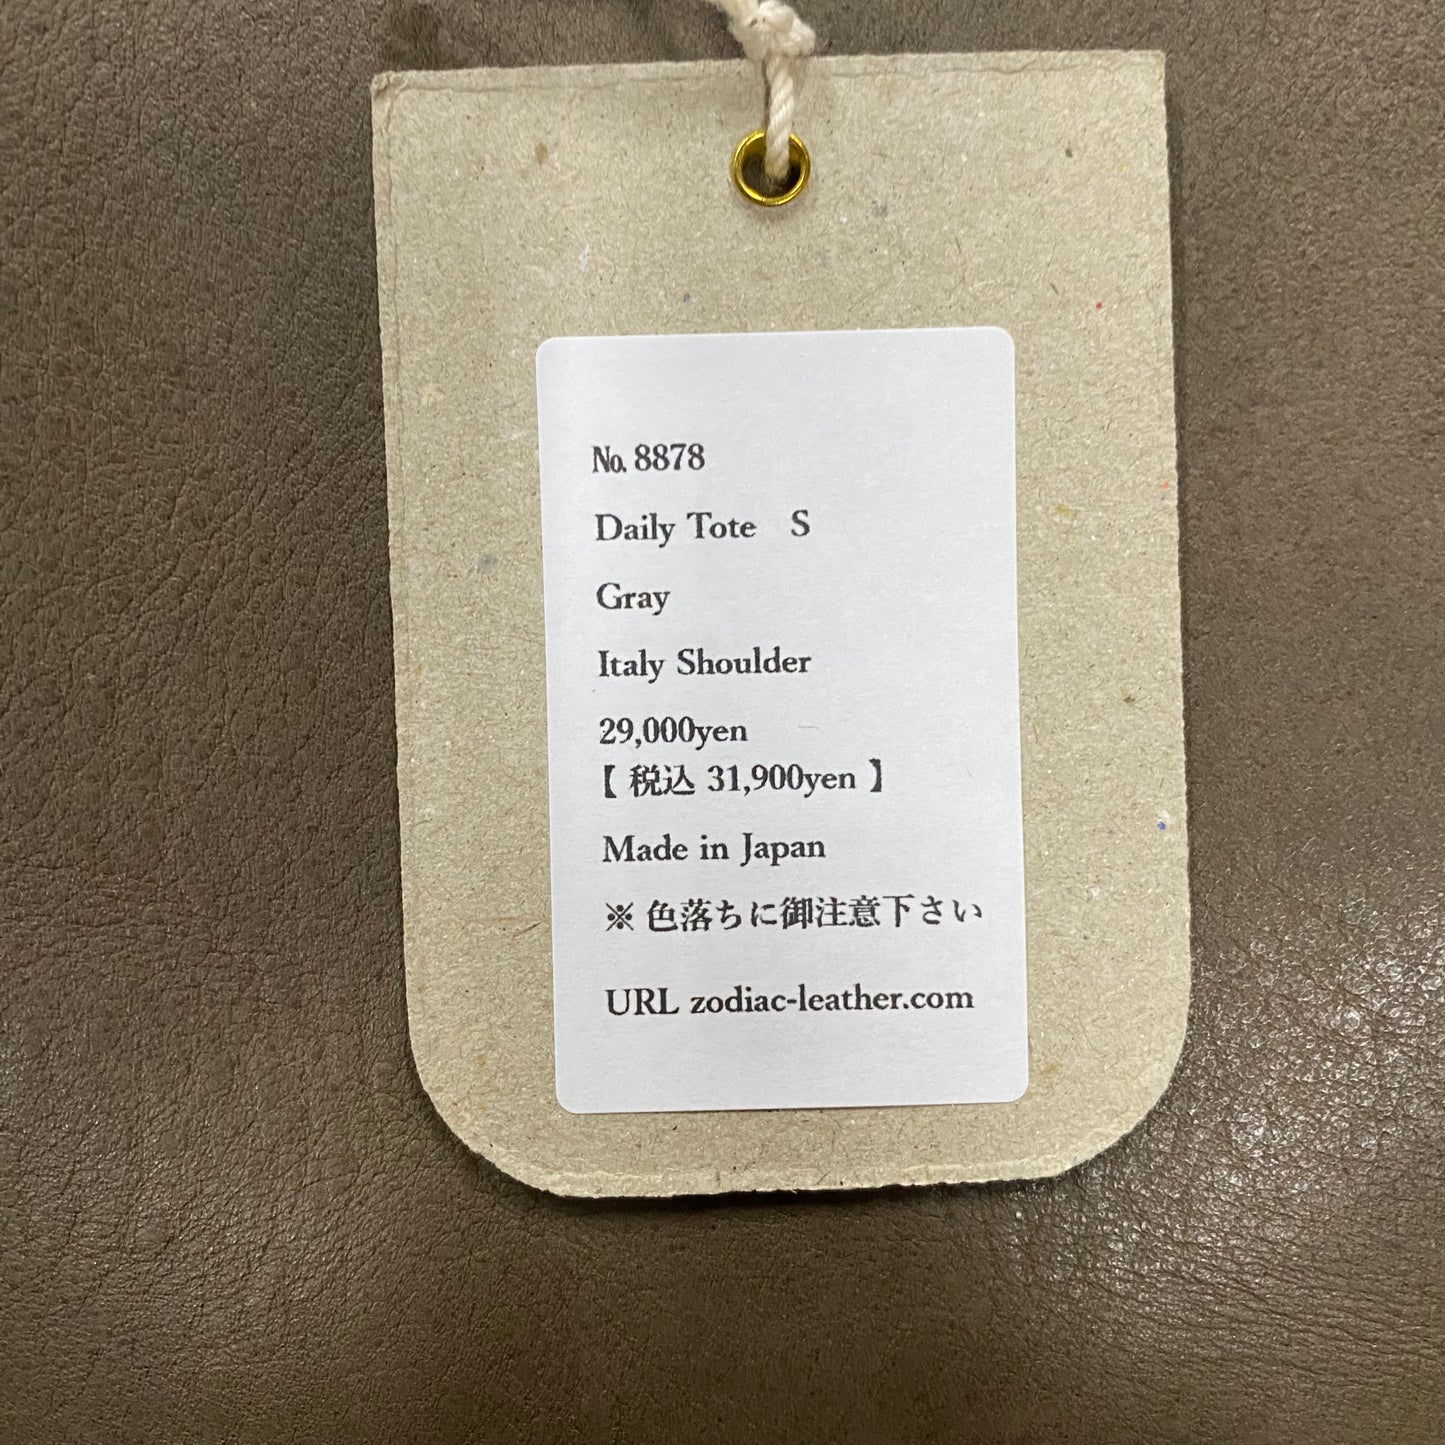 № 8878
Daily Tote　S
Gray
Italy Shoulder
29,000yen
【 税込 31,900yen 】
Made in Japan
※ 色落ちに御注意下さい
URL zodiac-leather.com